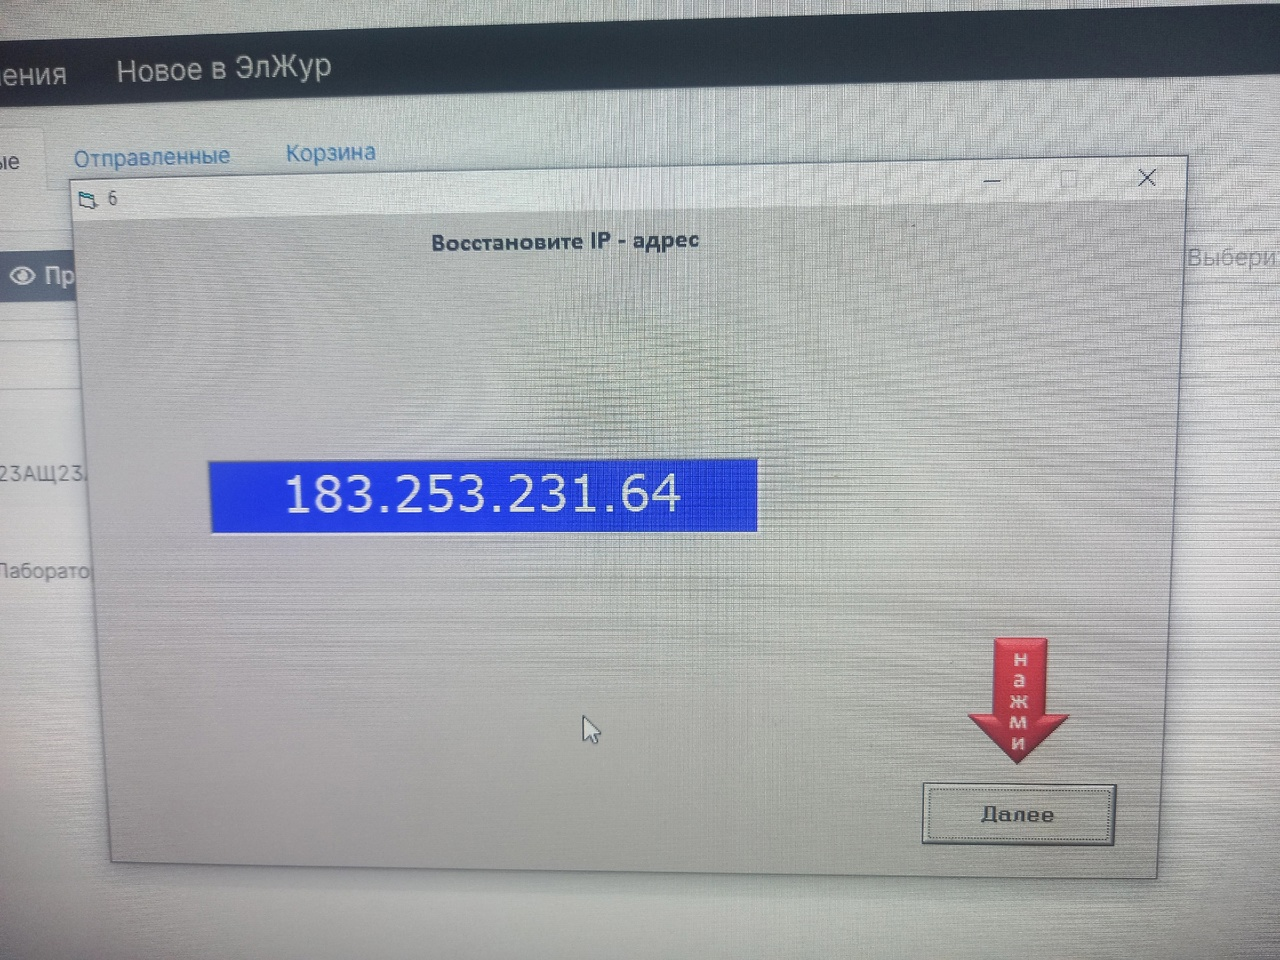 ения Новое в ЭлЖур
ые Отправленные Корзина
6
Восстановите IP - адрес
Пр
Выбери
183.253.231.64
23АЩ23
Лаборато
нажми
Далее